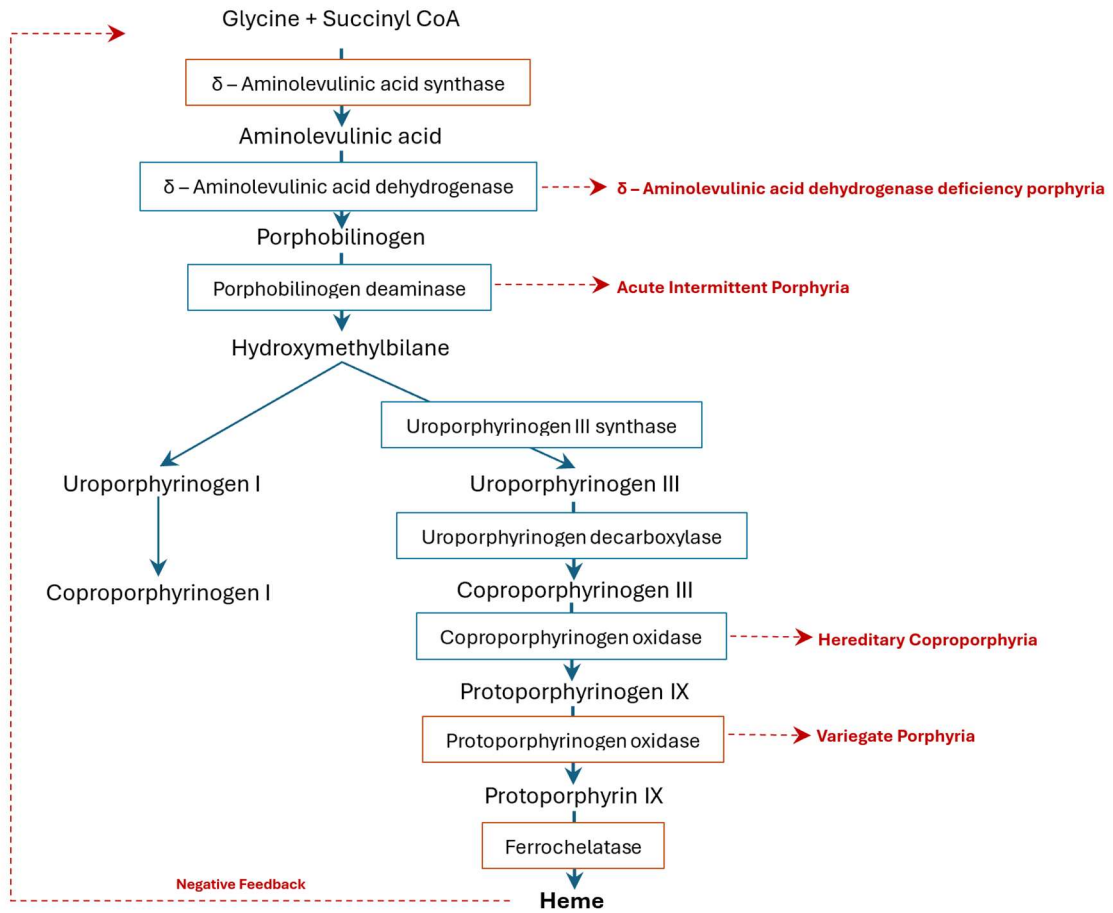 Glycine + Succinyl CoA
δ – Aminolevulinic acid synthase
Aminolevulinic acid
δ – Aminolevulinic acid dehydrogenase
δ – Aminolevulinic acid dehydrogenase deficiency porphyria
Porphobilinogen
Porphobilinogen deaminase
Acute Intermittent Porphyria
Hydroxymethylbilane
Uroporphyrinogen III synthase
Uroporphyrinogen I
Uroporphyrinogen III
Uroporphyrinogen decarboxylase
Coproporphyrinogen I
Coproporphyrinogen III
Coproporphyrinogen oxidase
Hereditary Coproporphyria
Protoporphyrinogen IX
Protoporphyrinogen oxidase
Variegate Porphyria
Protoporphyrin IX
Ferrochelatase
Negative Feedback
Heme